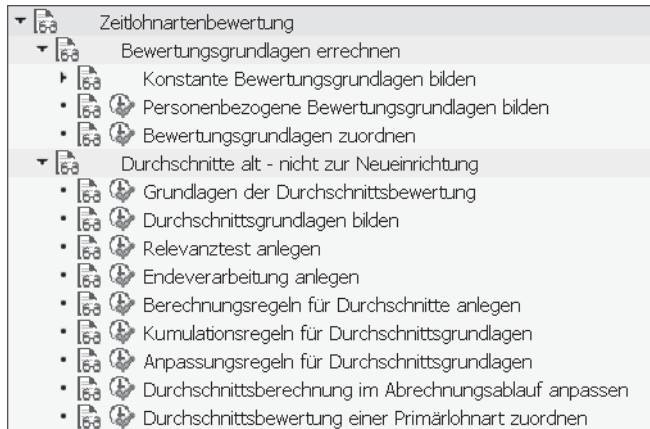 Zeitlohnartenbewertung
Bewertungsgrundlagen errechnen
Konstante Bewertungsgrundlagen bilden
Personenbezogene Bewertungsgrundlagen bilden
Bewertungsgrundlagen zuordnen
Durchschnitte alt - nicht zur Neueinrichtung
Grundlagen der Durchschnittsbewertung
Durchschnittsgrundlagen bilden
Relevanztest anlegen
Endeverarbeitung anlegen
Berechnungsregeln für Durchschnitte anlegen
Kumulationsregeln für Durchschnittsgrundlagen
Anpassungsregeln für Durchschnittsgrundlagen
Durchschnittsberechnung im Abrechnungsablauf anpassen
Durchschnittsbewertung einer Primärlohnart zuordnen